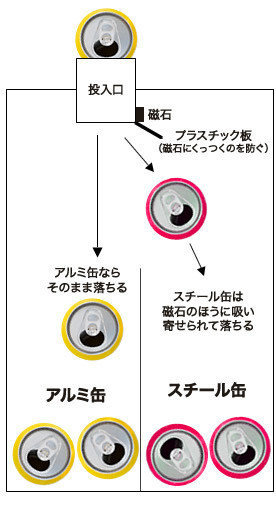 投入口
磁石
プラスチック板
（磁石にくっつくのを防ぐ）
アルミ缶なら
そのまま落ちる
スチール缶は
磁石のほうに吸い
寄せられて落ちる
アルミ缶
スチール缶